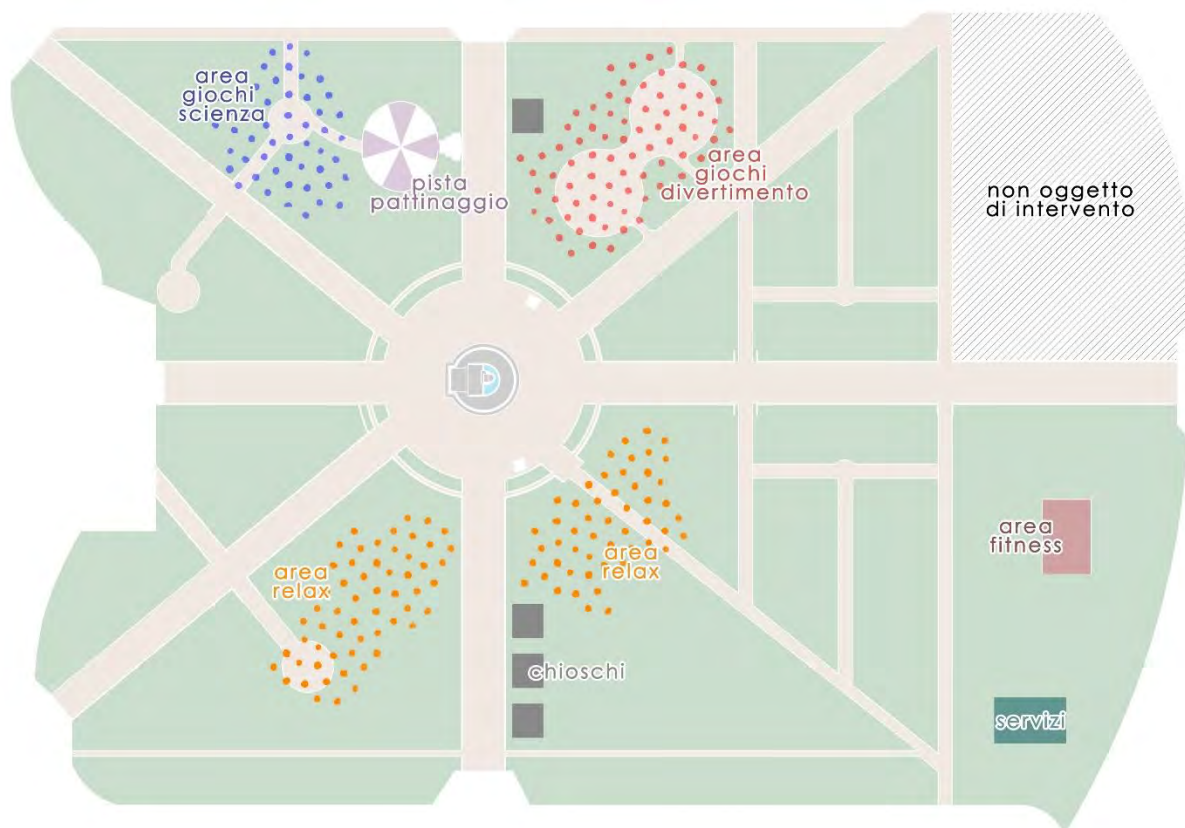 area
giochi
scienza
pista
pattinaggio
area
giochi
divertimento
non oggetto
di intervento
area
relax
area
relax
area
fitness
chioschi
servizi